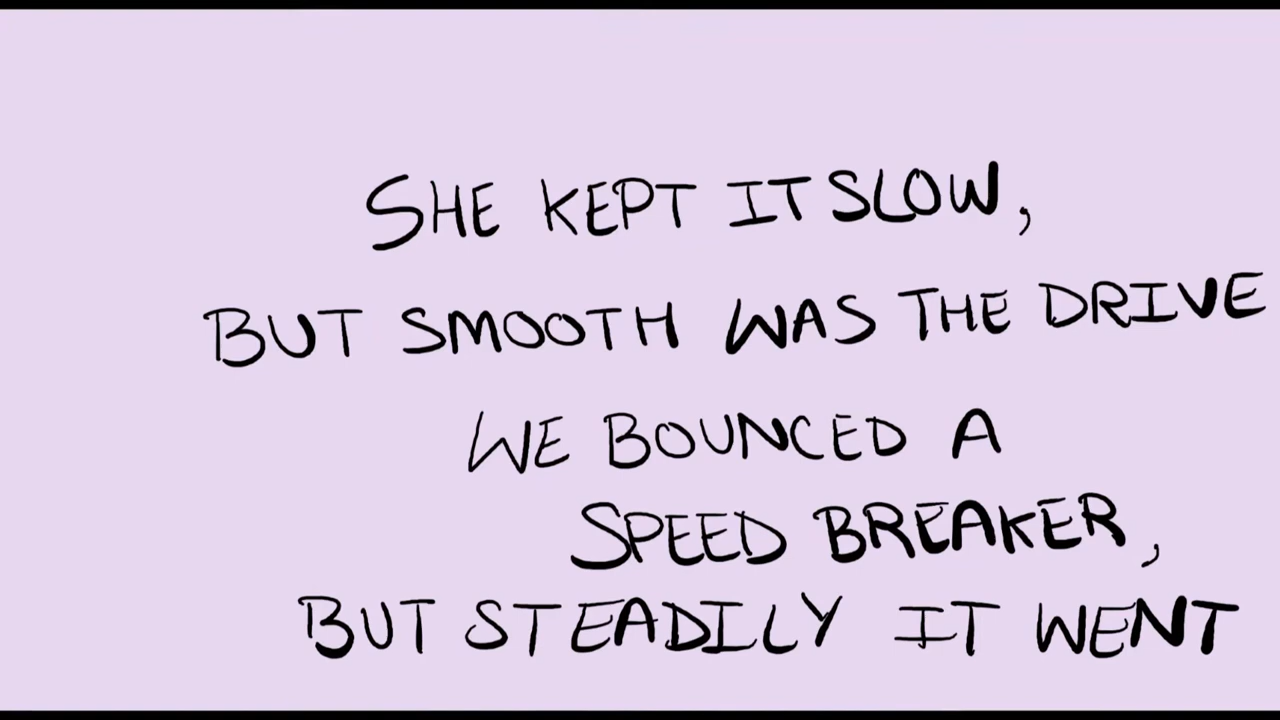 SHE KEPT IT SLOW,
BUT SMOOTH WAS THE DRIVE
WE BOUNCED A
SPEED BREAKER,
BUT STEADILY IT WENT